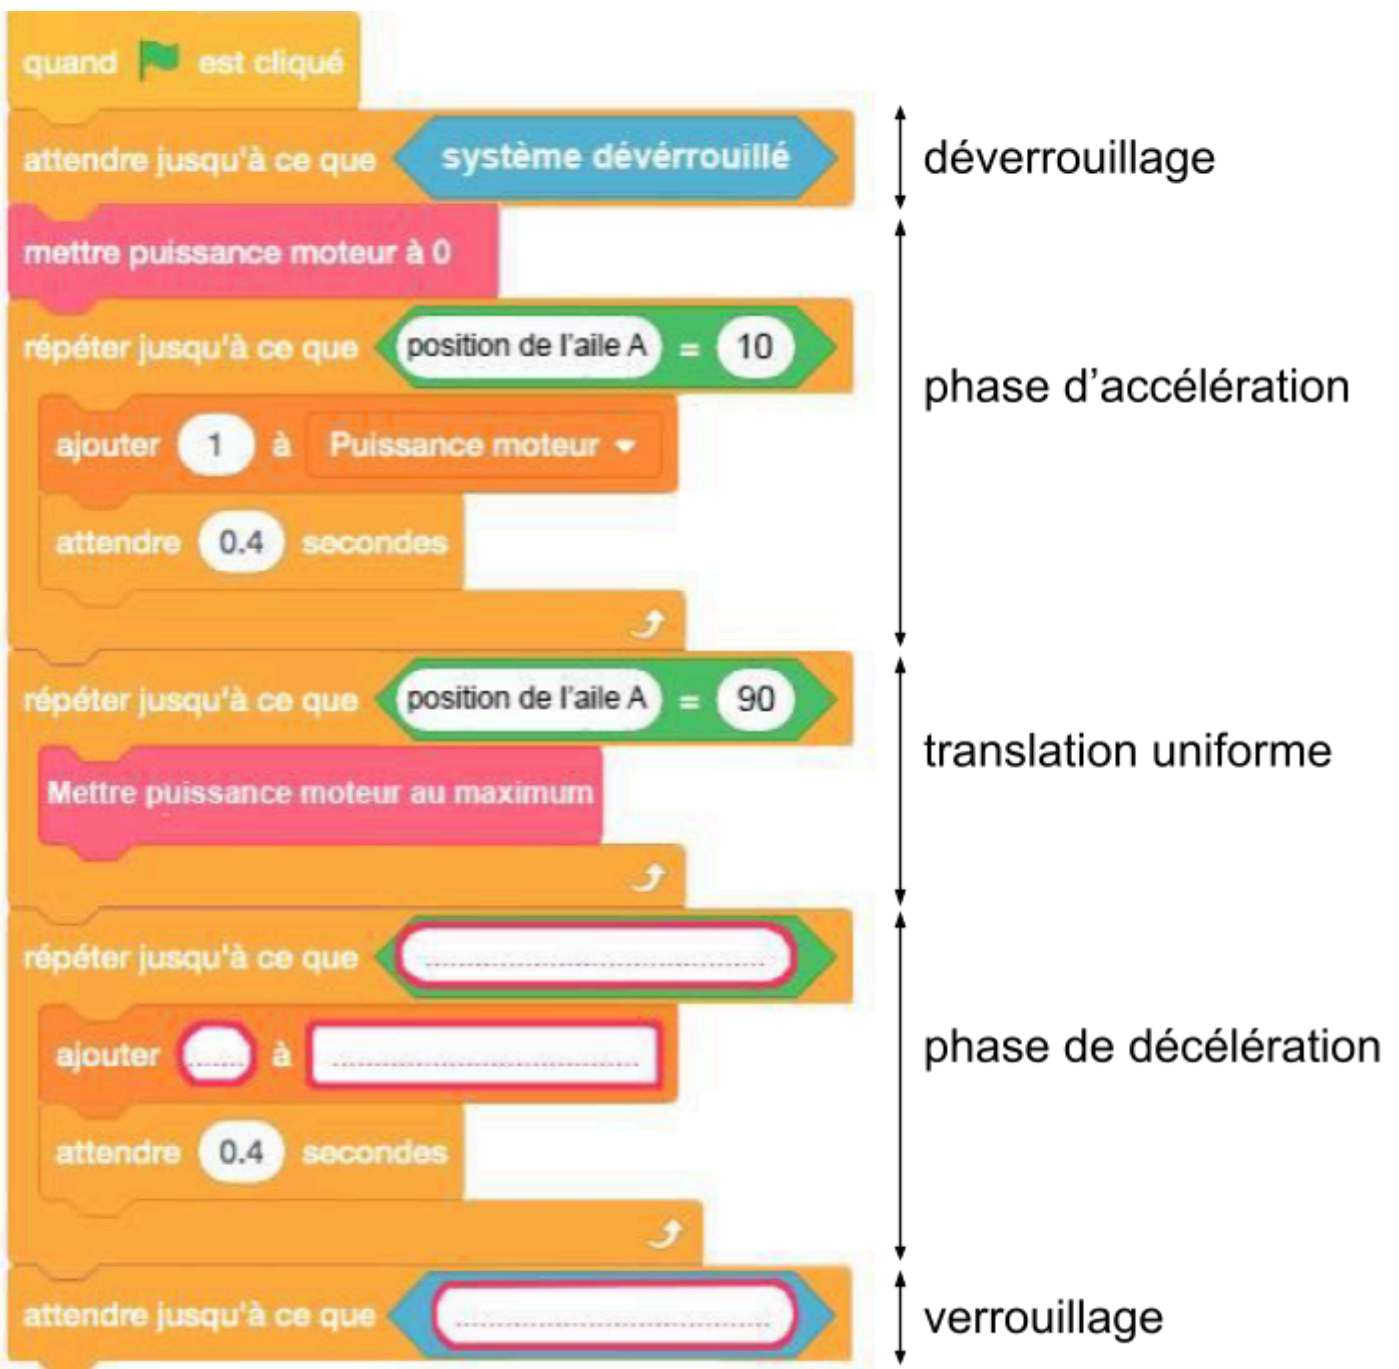 quand est cliqué
attendre jusqu'à ce que système dévérrouillé
déverrouillage
mettre puissance moteur à 0
répéter jusqu'à ce que position de l'aile A = 10
phase d'accélération
ajouter 1 à Puissance moteur
attendre 0.4 secondes
répéter jusqu'à ce que position de l'aile A = 90
translation uniforme
Mettre puissance moteur au maximum
répéter jusqu'à ce que ........................
ajouter ...... à ........................
phase de décélération
attendre 0.4 secondes
attendre jusqu'à ce que ........................
verrouillage